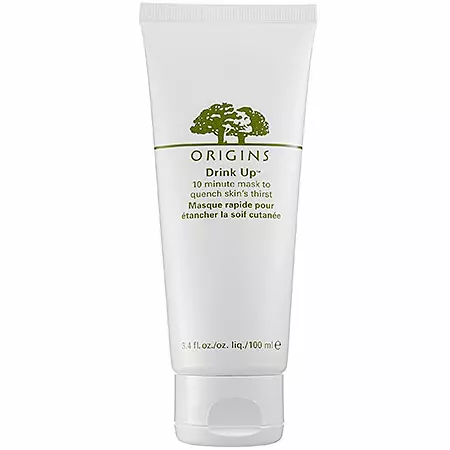 ORIGINS
Drink Up™
10 minute mask to
quench skin's thirst
Masque rapide pour
étancher la soif cutanée
3.4 fl.oz./oz. liq./100 ml ℮